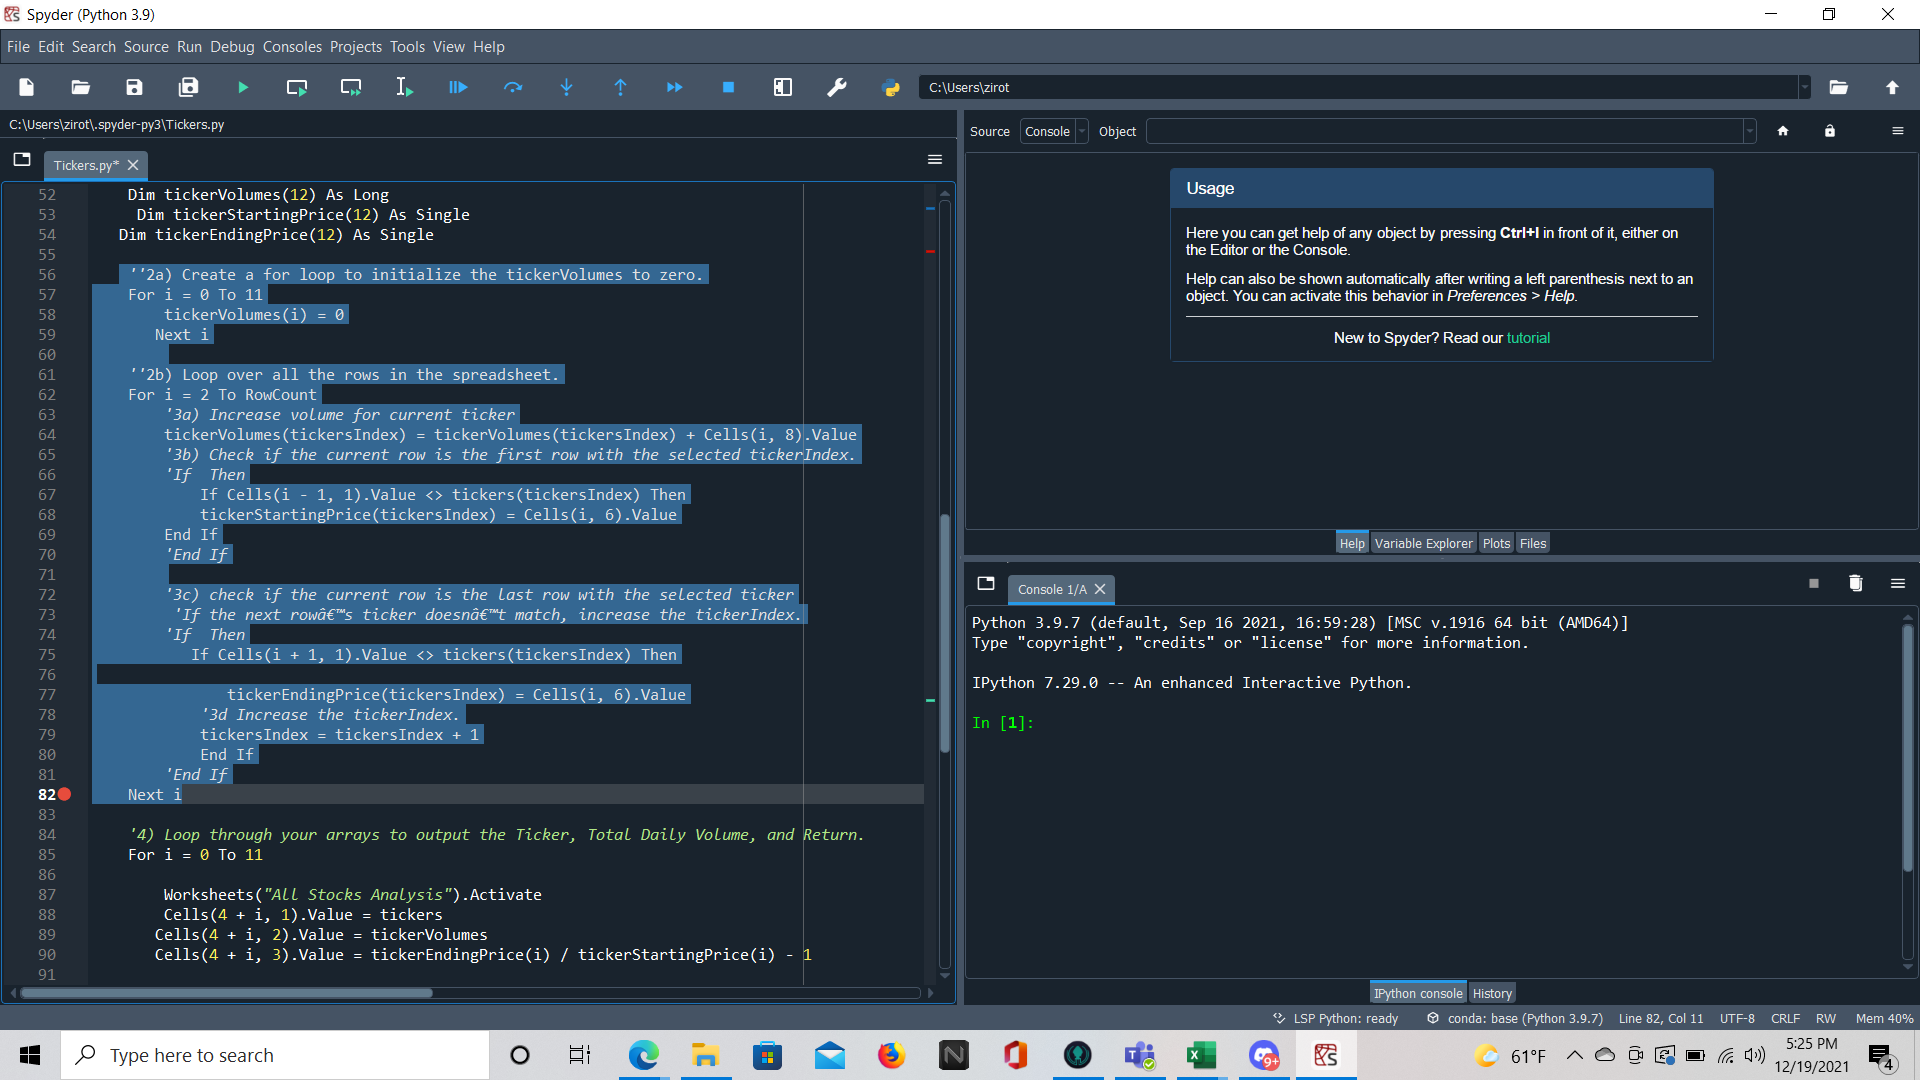 Spyder (Python 3.9)
File Edit Search Source Run Debug Consoles Projects Tools View Help
C:\Users\zirot
C:\Users\zirot\.spyder-py3\Tickers.py
Tickers.py*
52 Dim tickerVolumes(12) As Long
53 Dim tickerStartingPrice(12) As Single
54 Dim tickerEndingPrice(12) As Single
55
56 ''2a) Create a for loop to initialize the tickerVolumes to zero.
57 For i = 0 To 11
58 tickerVolumes(i) = 0
59 Next i
60
61 ''2b) Loop over all the rows in the spreadsheet.
62 For i = 2 To RowCount
63 '3a) Increase volume for current ticker
64 tickerVolumes(tickersIndex) = tickerVolumes(tickersIndex) + Cells(i, 8).Value
65 '3b) Check if the current row is the first row with the selected tickerIndex.
66 'If  Then
67 If Cells(i - 1, 1).Value <> tickers(tickersIndex) Then
68 tickerStartingPrice(tickersIndex) = Cells(i, 6).Value
69 End If
70 'End If
71
72 '3c) check if the current row is the last row with the selected ticker
73 'If the next rowâ€™s ticker doesnâ€™t match, increase the tickerIndex.
74 'If  Then
75 If Cells(i + 1, 1).Value <> tickers(tickersIndex) Then
76
77 tickerEndingPrice(tickersIndex) = Cells(i, 6).Value
78 '3d Increase the tickerIndex.
79 tickersIndex = tickersIndex + 1
80 End If
81 'End If
82 Next i
83
84 '4) Loop through your arrays to output the Ticker, Total Daily Volume, and Return.
85 For i = 0 To 11
86
87 Worksheets("All Stocks Analysis").Activate
88 Cells(4 + i, 1).Value = tickers
89 Cells(4 + i, 2).Value = tickerVolumes
90 Cells(4 + i, 3).Value = tickerEndingPrice(i) / tickerStartingPrice(i) - 1
91
Source Console Object
Usage
Here you can get help of any object by pressing Ctrl+I in front of it, either on
the Editor or the Console.
Help can also be shown automatically after writing a left parenthesis next to an
object. You can activate this behavior in Preferences > Help.
New to Spyder? Read our tutorial
Help Variable Explorer Plots Files
Console 1/A
Python 3.9.7 (default, Sep 16 2021, 16:59:28) [MSC v.1916 64 bit (AMD64)]
Type "copyright", "credits" or "license" for more information.
IPython 7.29.0 -- An enhanced Interactive Python.
In [1]:
IPython console History
LSP Python: ready conda: base (Python 3.9.7) Line 82, Col 11 UTF-8 CRLF RW Mem 40%
Type here to search
9+
61°F
5:25 PM
12/19/2021
4